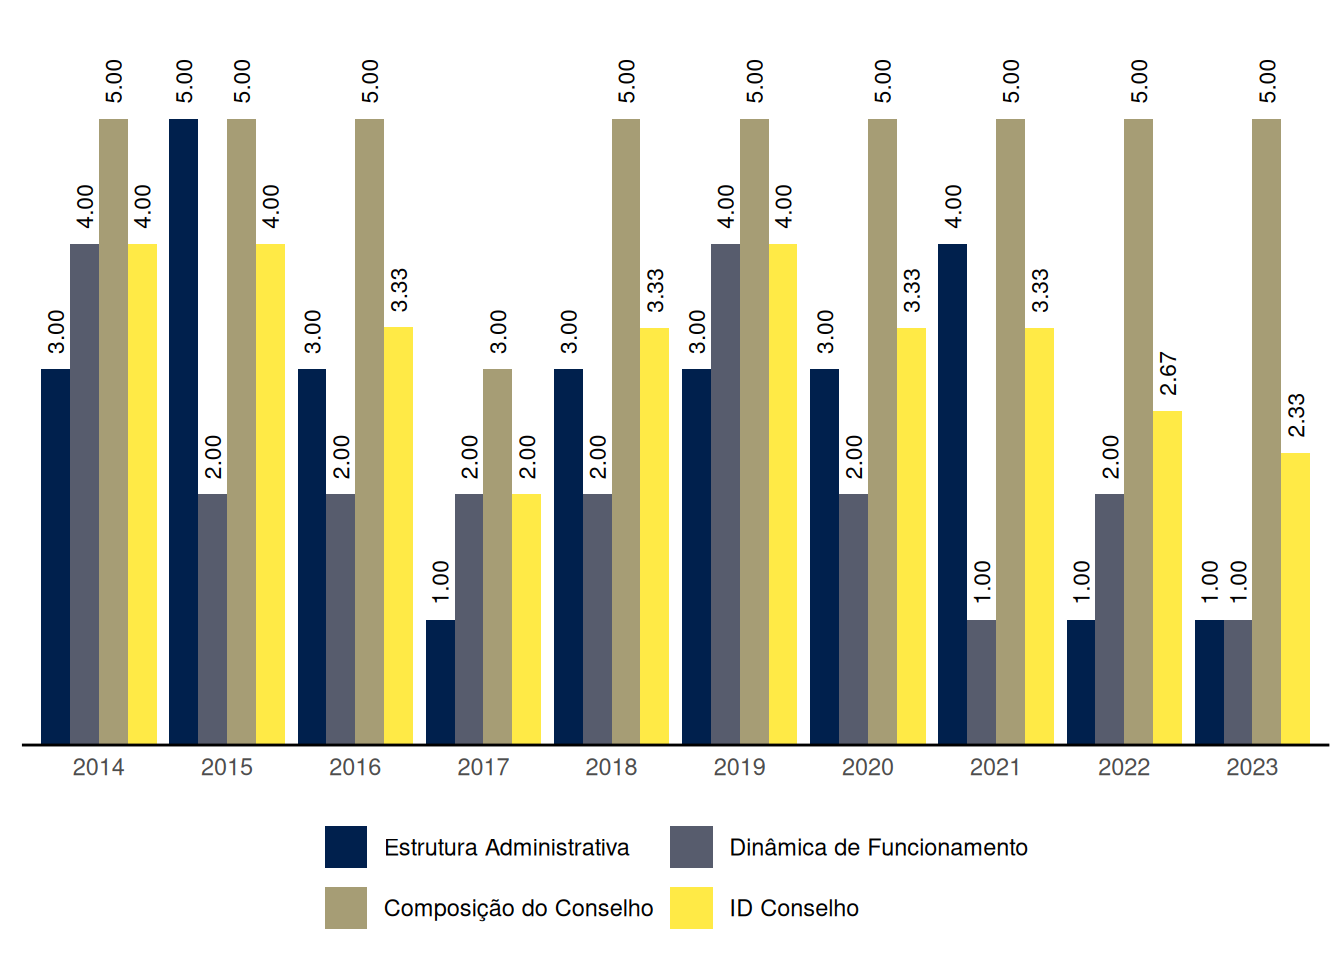 3.00 4.00 5.00 4.00
5.00 2.00 5.00 4.00
3.00 2.00 5.00 3.33
1.00 2.00 3.00 2.00
3.00 2.00 5.00 3.33
3.00 4.00 5.00 4.00
3.00 2.00 5.00 3.33
4.00 1.00 5.00 3.33
1.00 2.00 5.00 2.67
1.00 1.00 5.00 2.33
2014 2015 2016 2017 2018 2019 2020 2021 2022 2023
Estrutura Administrativa Dinâmica de Funcionamento
Composição do Conselho ID Conselho